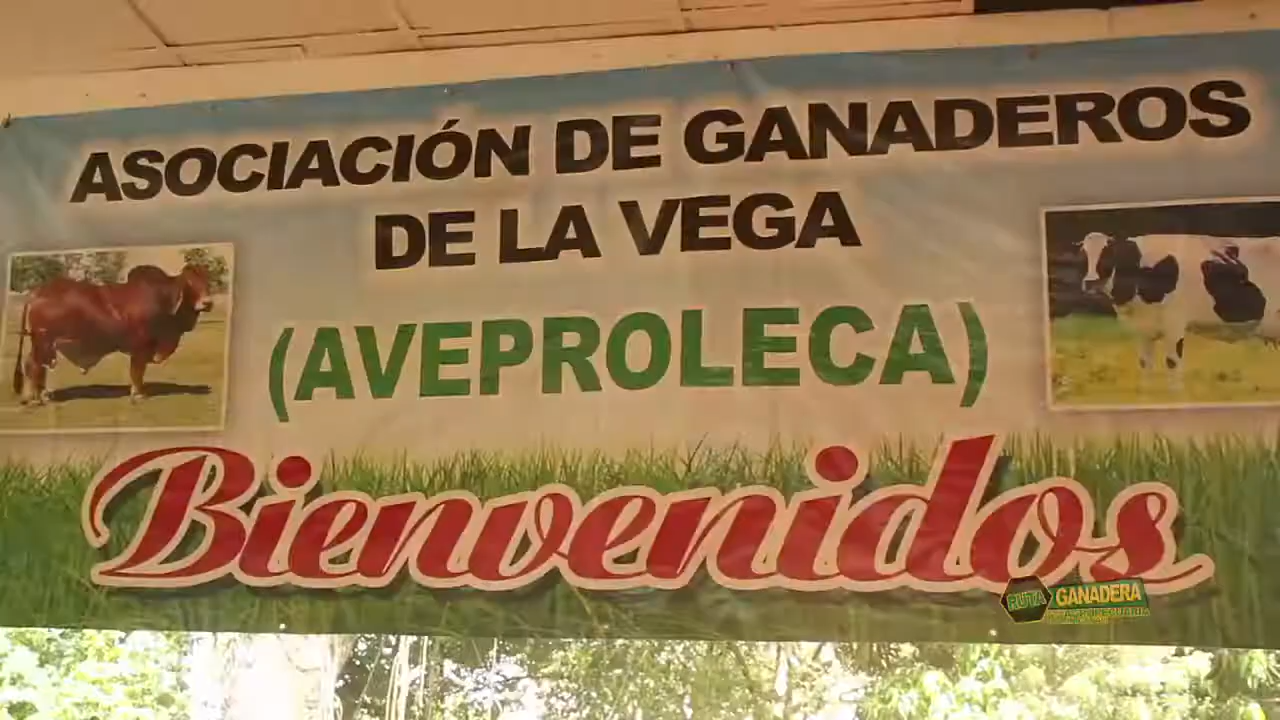 ASOCIACIÓN DE GANADEROS
DE LA VEGA
(AVEPROLECA)
Bienvenidos
RUTA GANADERA